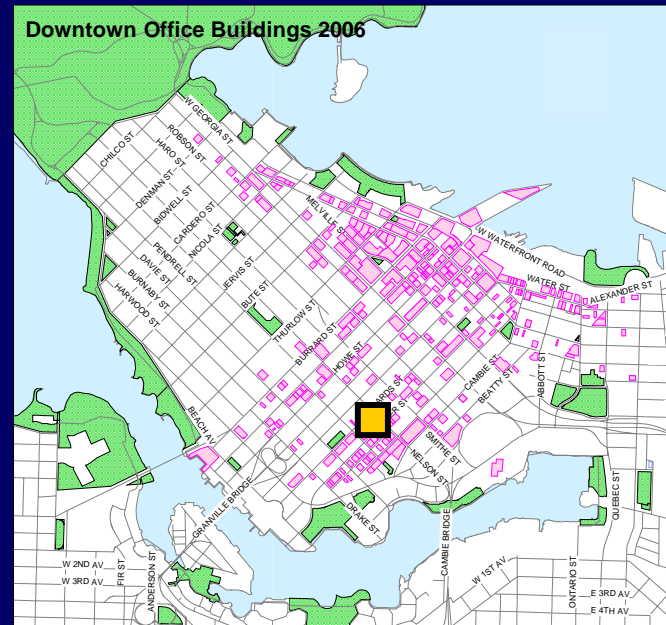 Downtown Office Buildings 2006
W GEORGIA ST
ROBSON ST
HARO ST
CHILCO ST
DENMAN ST
BIDWELL ST
CARDERO ST
NICOLA ST
PENDRELL ST
DAVIE ST
BURNABY ST
HARWOOD ST
JERVIS ST
BUTE ST
THURLOW ST
BURRARD ST
HOWE ST
MELVILLE ST
W WATERFRONT ROAD
WATER ST
ALEXANDER ST
ABBOTT ST
CAMBIE ST
BEATTY ST
SMITHE ST
NELSON ST
DRAKE ST
BEACH AV
GRANVILLE BRIDGE
CAMBIE BRIDGE
QUEBEC ST
ONTARIO ST
W 1ST AV
W 2ND AV
W 3RD AV
FIR ST
ANDERSON ST
E 3RD AV
E 4TH AV